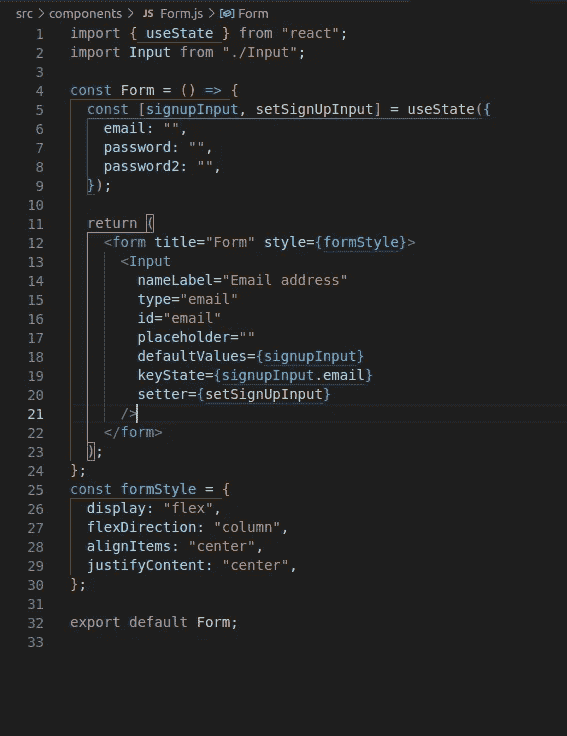 src > components > JS Form.js > Form
1 import { useState } from "react";
2 import Input from "./Input";
3
4 const Form = () => {
5   const [signupInput, setSignUpInput] = useState({
6     email: "",
7     password: "",
8     password2: "",
9   });
10
11   return (
12     <form title="Form" style={formStyle}>
13       <Input
14         nameLabel="Email address"
15         type="email"
16         id="email"
17         placeholder=""
18         defaultValues={signupInput}
19         keyState={signupInput.email}
20         setter={setSignUpInput}
21       />
22     </form>
23   );
24 };
25 const formStyle = {
26   display: "flex",
27   flexDirection: "column",
28   alignItems: "center",
29   justifyContent: "center",
30 };
31
32 export default Form;
33